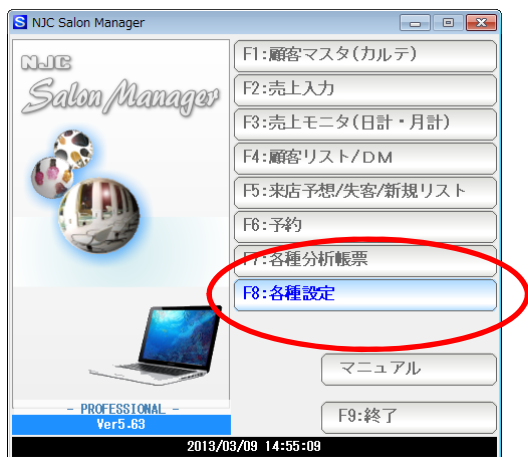 S NJC Salon Manager
NJC
Salon Manager
F1:顧客マスタ(カルテ)
F2:売上入力
F3:売上モニタ(日計・月計)
F4:顧客リスト/DM
F5:来店予想/失客/新規リスト
F6:予約
F7:各種分析帳票
F8:各種設定
マニュアル
F9:終了
- PROFESSIONAL -
Ver5.63
2013/03/09 14:55:09